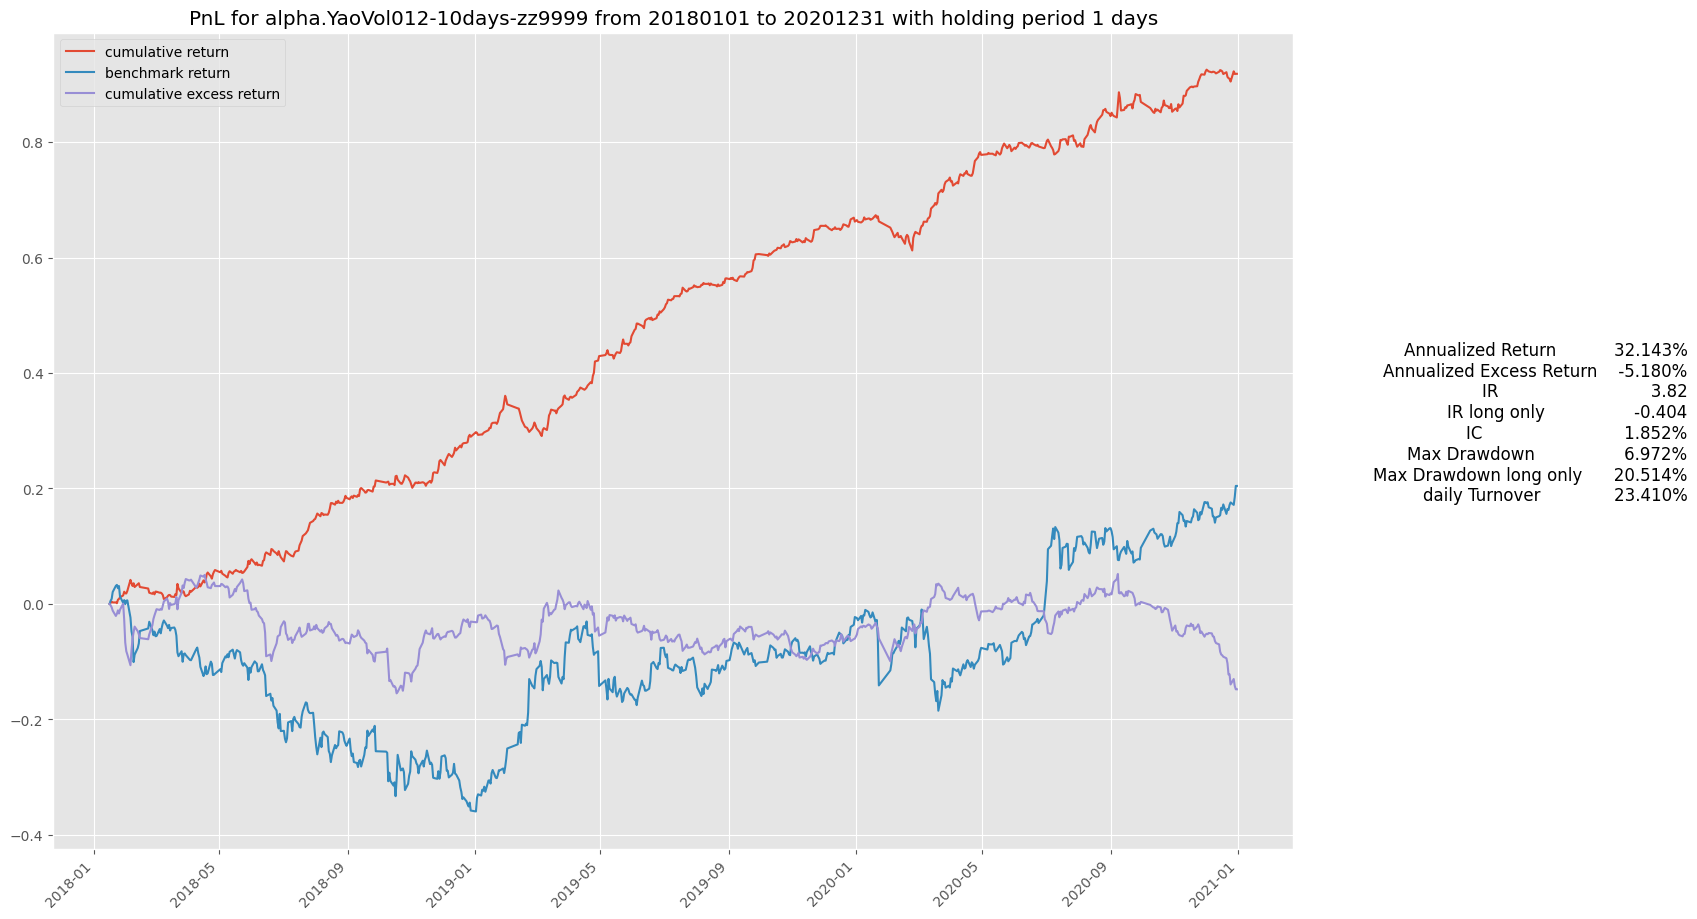 PnL for alpha.YaoVol012-10days-zz9999 from 20180101 to 20201231 with holding period 1 days
cumulative return
benchmark return
cumulative excess return
0.8
0.6
0.4
0.2
0.0
−0.2
−0.4
2018-01
2018-05
2018-09
2019-01
2019-05
2019-09
2020-01
2020-05
2020-09
2021-01
Annualized Return 32.143%
Annualized Excess Return -5.180%
IR 3.82
IR long only -0.404
IC 1.852%
Max Drawdown 6.972%
Max Drawdown long only 20.514%
daily Turnover 23.410%